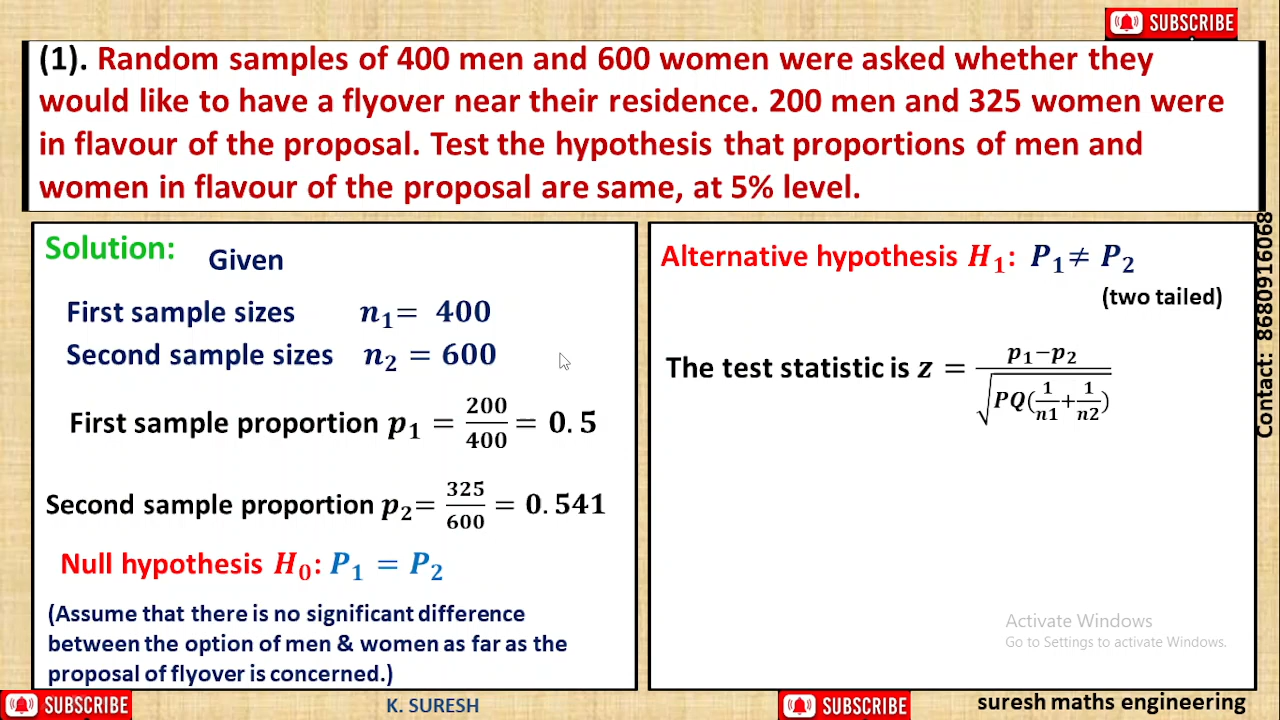 SUBSCRIBE
(1). Random samples of 400 men and 600 women were asked whether they
would like to have a flyover near their residence. 200 men and 325 women were
in flavour of the proposal. Test the hypothesis that proportions of men and
women in flavour of the proposal are same, at 5% level.
Solution: Given
First sample sizes n₁= 400
Second sample sizes n₂ = 600
First sample proportion p₁ = 200/400 = 0.5
Second sample proportion p₂= 325/600 = 0.541
Null hypothesis H₀: P₁ = P₂
(Assume that there is no significant difference
between the option of men & women as far as the
proposal of flyover is concerned.)
Alternative hypothesis H₁: P₁≠ P₂
(two tailed)
The test statistic is z = p₁−p₂ / √PQ(1/n1+1/n2)
Contact: 8680916068
Activate Windows
Go to Settings to activate Windows.
SUBSCRIBE
K. SURESH
SUBSCRIBE
suresh maths engineering